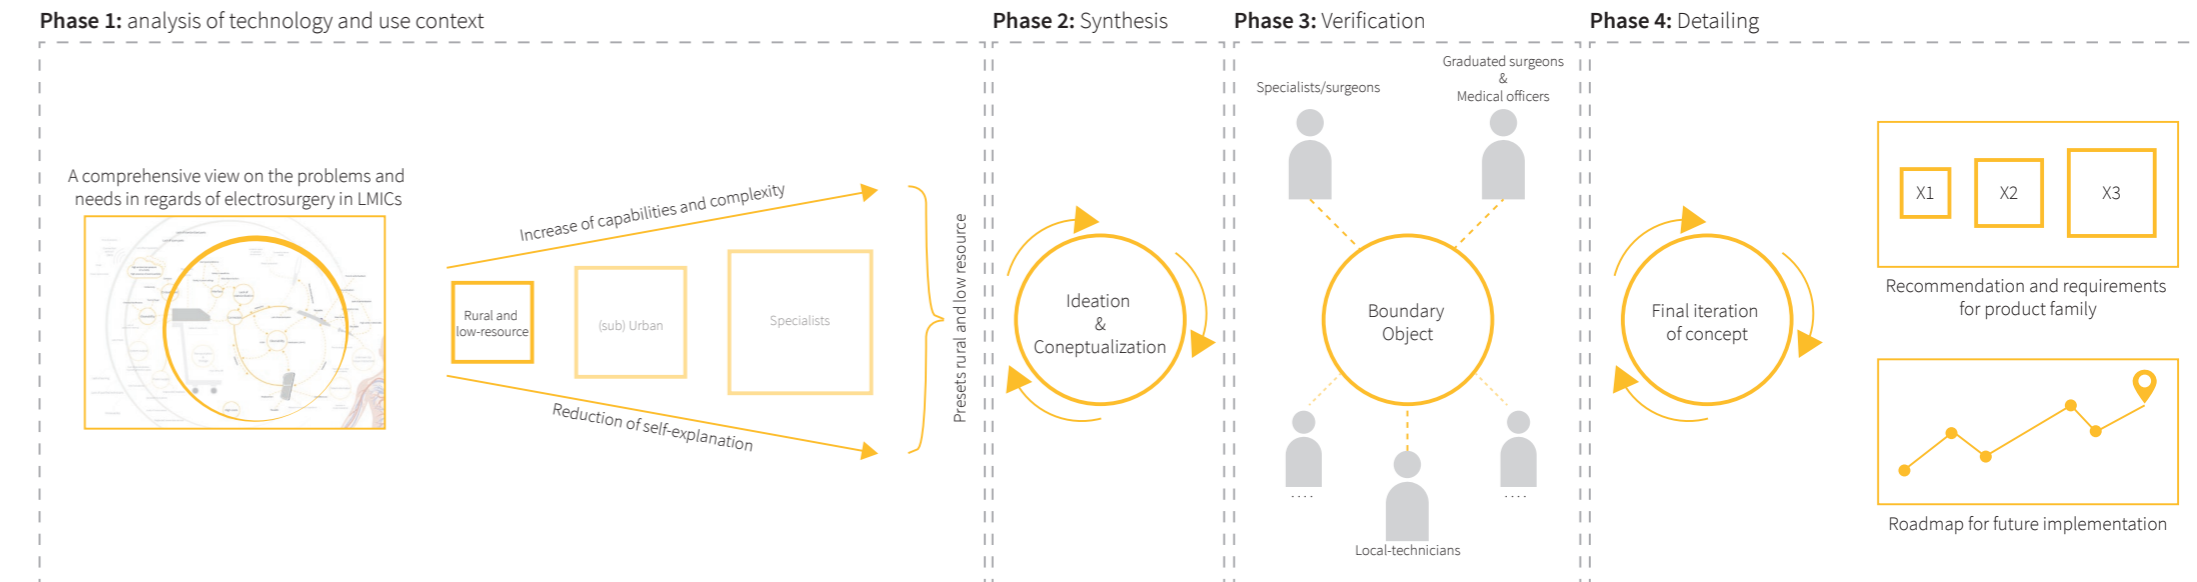 Phase 1: analysis of technology and use context
A comprehensive view on the problems and
needs in regards of electrosurgery in LMICs
Increase of capabilities and complexity
Rural and
low-resource
(sub) Urban
Specialists
Reduction of self-explanation
Presets rural and low resource
Phase 2: Synthesis
Ideation
&
Coneptualization
Phase 3: Verification
Specialists/surgeons
Graduated surgeons
&
Medical officers
Boundary
Object
....
....
Local-technicians
Phase 4: Detailing
Final iteration
of concept
X1
X2
X3
Recommendation and requirements
for product family
Roadmap for future implementation